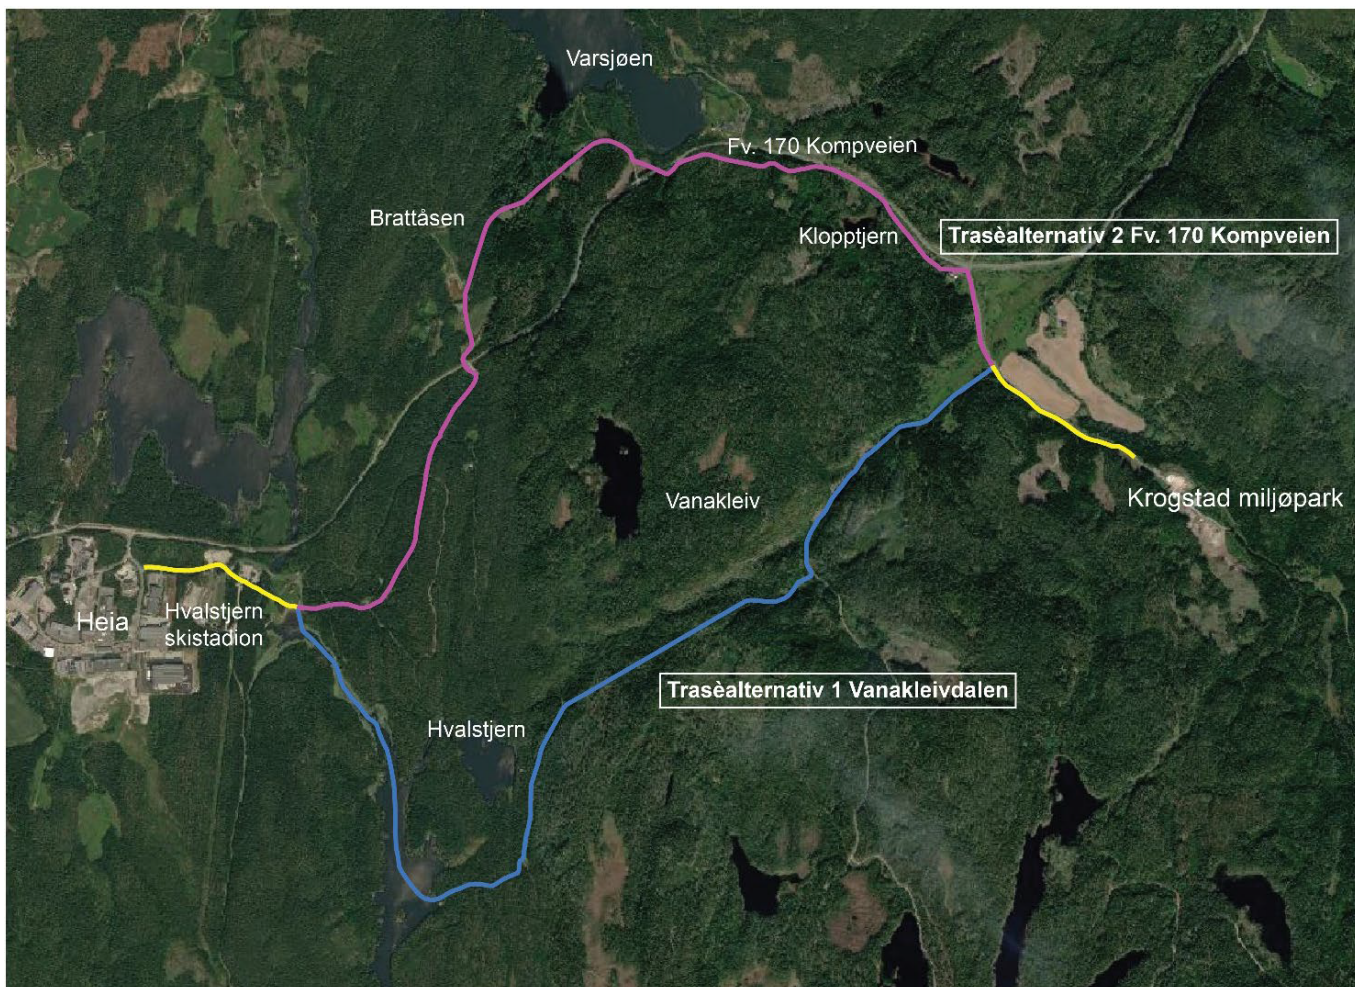 Varsjøen
Fv. 170 Kompveien
Brattåsen
Klopptjern
Trasèalternativ 2 Fv. 170 Kompveien
Vanakleiv
Krogstad miljøpark
Heia
Hvalstjern
skistadion
Trasèalternativ 1 Vanakleivdalen
Hvalstjern